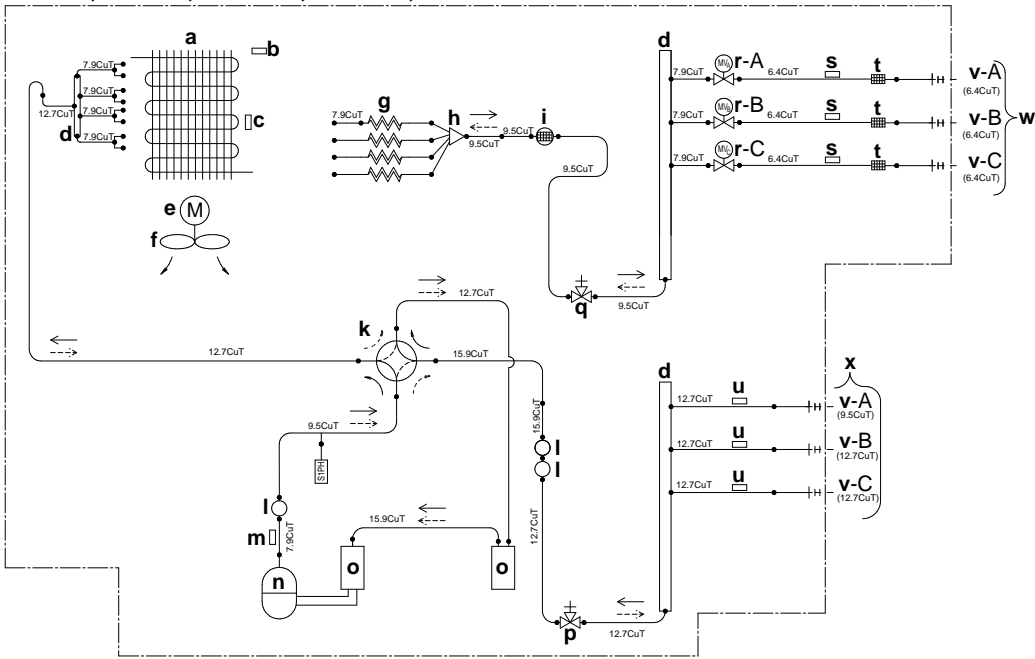 a
b
c
d
7.9CuT
7.9CuT
7.9CuT
7.9CuT
12.7CuT
e
M
f
7.9CuT
g
h
9.5CuT
9.5CuT
i
9.5CuT
9.5CuT
q
d
7.9CuT
r-A
6.4CuT
s
t
v-A
(6.4CuT)
7.9CuT
r-B
6.4CuT
s
t
v-B
(6.4CuT)
w
7.9CuT
r-C
6.4CuT
s
t
v-C
(6.4CuT)
12.7CuT
k
12.7CuT
15.9CuT
15.9CuT
9.5CuT
S1PH
l
l
l
m
7.9CuT
n
o
15.9CuT
o
12.7CuT
p
12.7CuT
d
x
12.7CuT
u
v-A
(9.5CuT)
12.7CuT
u
v-B
(12.7CuT)
12.7CuT
u
v-C
(12.7CuT)